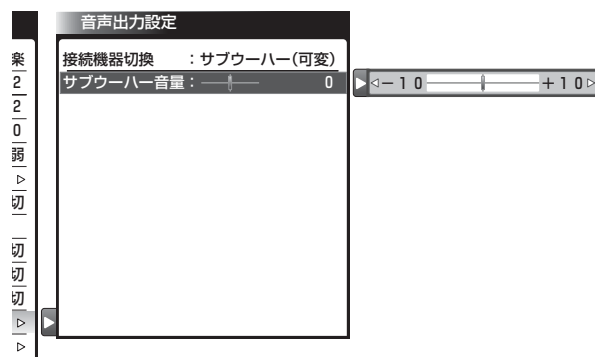 音声出力設定
接続機器切換 ：サブウーハー(可変)
サブウーハー音量： 0
－１０ ＋１０
楽
2
2
0
弱
切
切
切
切